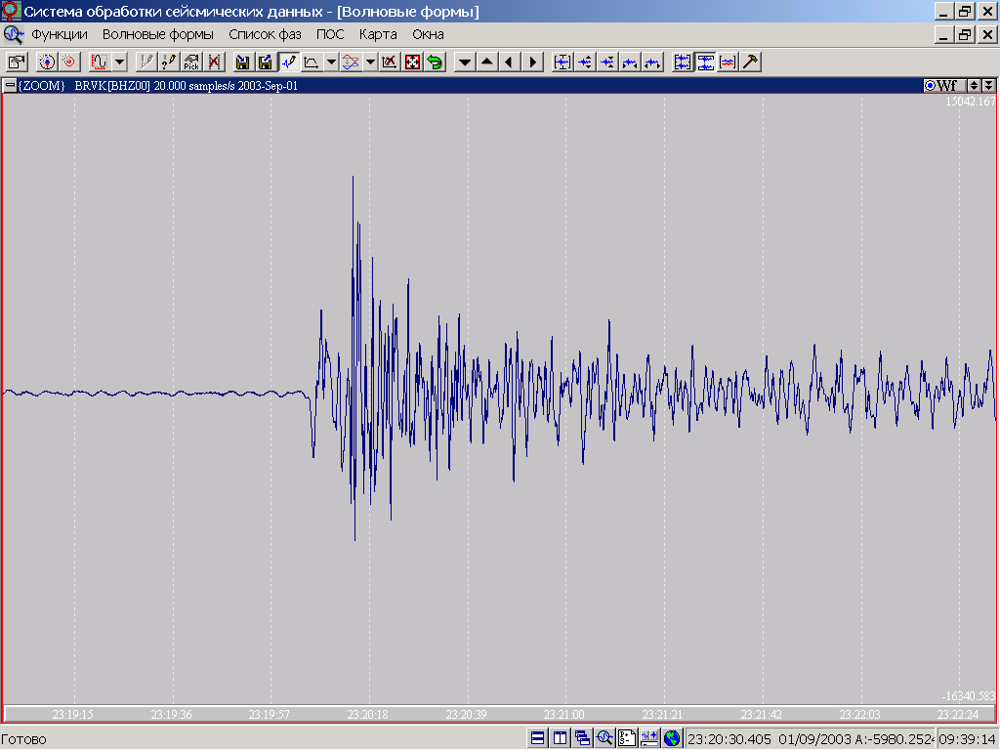 Система обработки сейсмических данных - [Волновые формы]
Функции Волновые формы Список фаз ПОС Карта Окна
Pick
{ZOOM} BRVK[BHZ00] 20.000 samples/s 2003-Sep-01 Wf
15042.167
-16340.583
23:19:15 23:19:36 23:19:57 23:20:18 23:20:39 23:21:00 23:21:21 23:21:42 23:22:03 23:22:24
Готово 23:20:30.405 01/09/2003 A:-5980.252 09:39:14